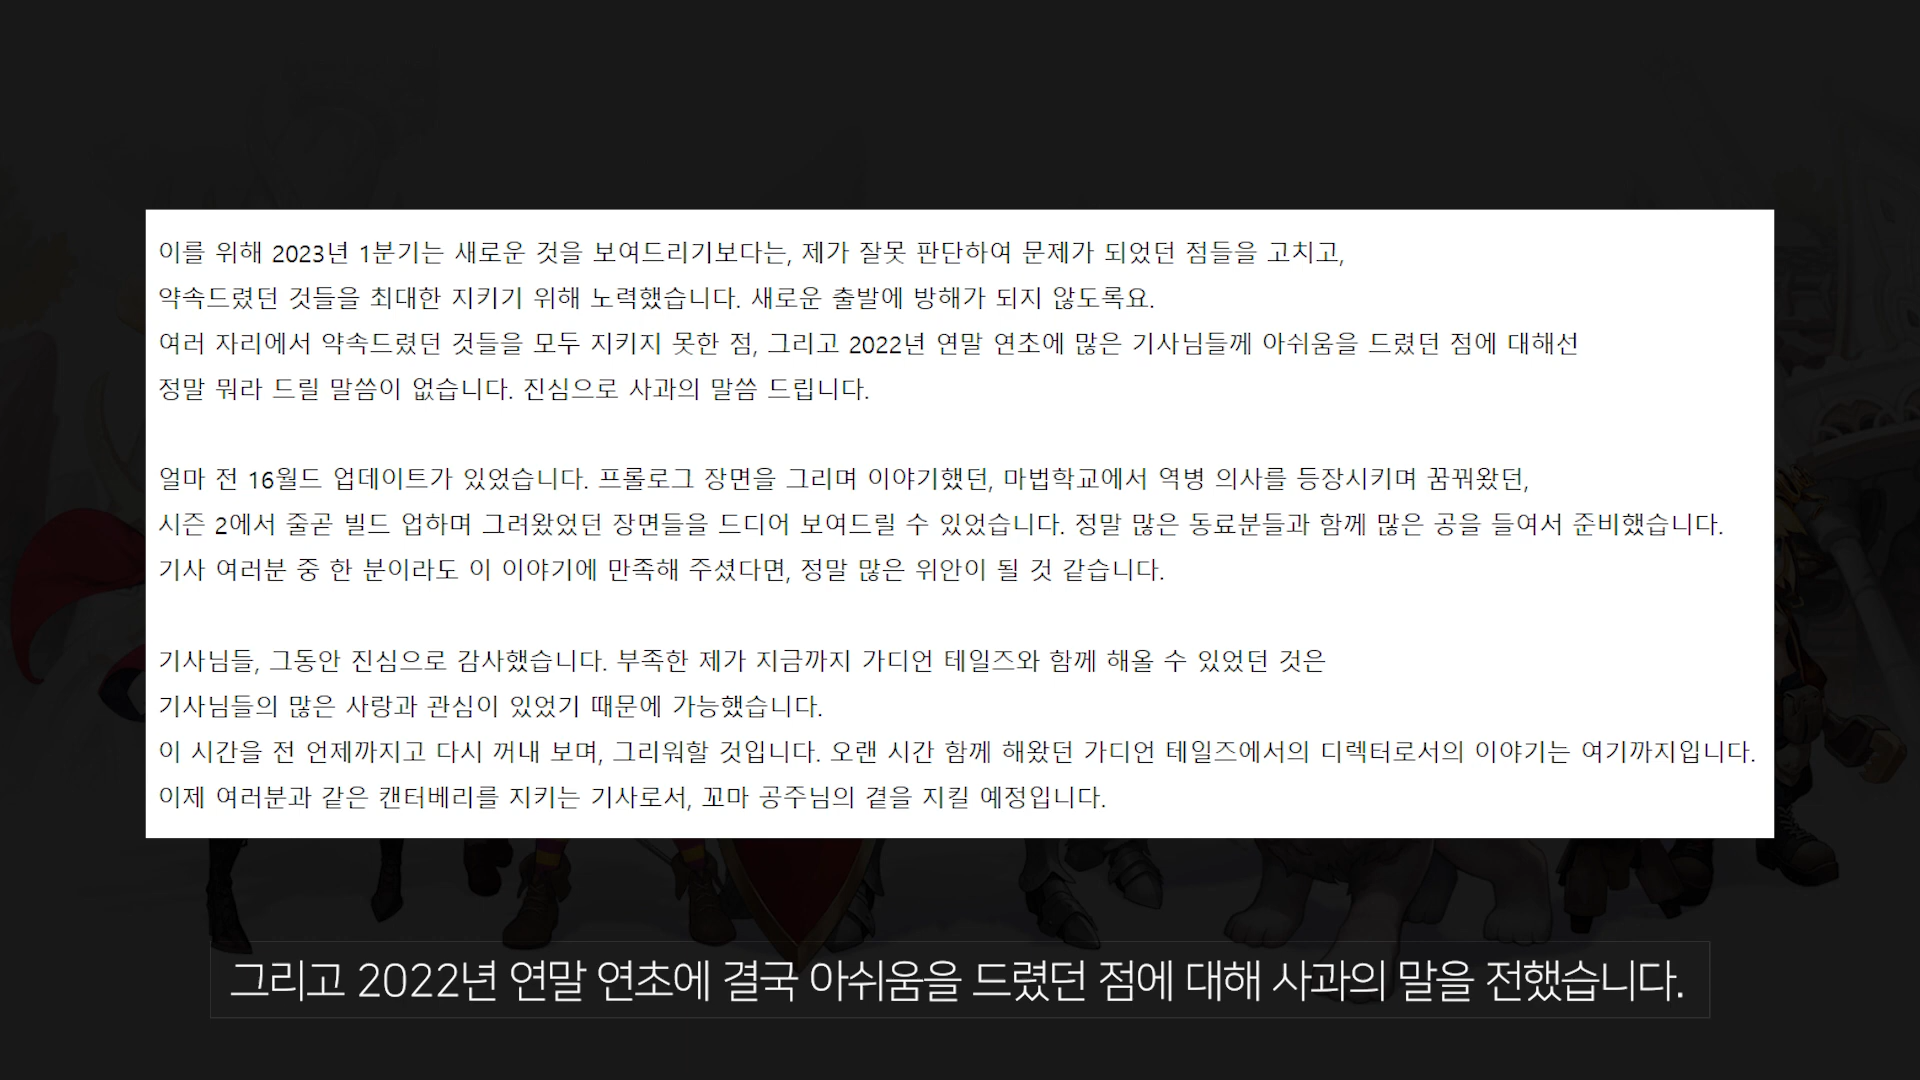 이를 위해 2023년 1분기는 새로운 것을 보여드리기보다는, 제가 잘못 판단하여 문제가 되었던 점들을 고치고,
약속드렸던 것들을 최대한 지키기 위해 노력했습니다. 새로운 출발에 방해가 되지 않도록요.
여러 자리에서 약속드렸던 것들을 모두 지키지 못한 점, 그리고 2022년 연말 연초에 많은 기사님들께 아쉬움을 드렸던 점에 대해선
정말 뭐라 드릴 말씀이 없습니다. 진심으로 사과의 말씀 드립니다.
얼마 전 16월드 업데이트가 있었습니다. 프롤로그 장면을 그리며 이야기했던, 마법학교에서 역병 의사를 등장시키며 꿈꿔왔던,
시즌 2에서 줄곧 빌드 업하며 그려왔었던 장면들을 드디어 보여드릴 수 있었습니다. 정말 많은 동료분들과 함께 많은 공을 들여서 준비했습니다.
기사 여러분 중 한 분이라도 이 이야기에 만족해 주셨다면, 정말 많은 위안이 될 것 같습니다.
기사님들, 그동안 진심으로 감사했습니다. 부족한 제가 지금까지 가디언 테일즈와 함께 해올 수 있었던 것은
기사님들의 많은 사랑과 관심이 있었기 때문에 가능했습니다.
이 시간을 전 언제까지고 다시 꺼내 보며, 그리워할 것입니다. 오랜 시간 함께 해왔던 가디언 테일즈에서의 디렉터로서의 이야기는 여기까지입니다.
이제 여러분과 같은 캔터베리를 지키는 기사로서, 꼬마 공주님의 곁을 지킬 예정입니다.
그리고 2022년 연말 연초에 결국 아쉬움을 드렸던 점에 대해 사과의 말을 전했습니다.